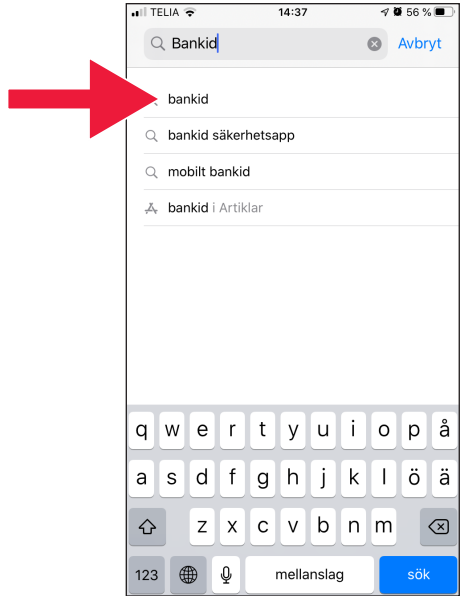 TELIA 14:37 56 %
Bankid Avbryt
bankid
bankid säkerhetsapp
mobilt bankid
bankid i Artiklar
q w e r t y u i o p å
a s d f g h j k l ö ä
z x c v b n m
123 mellanslag sök